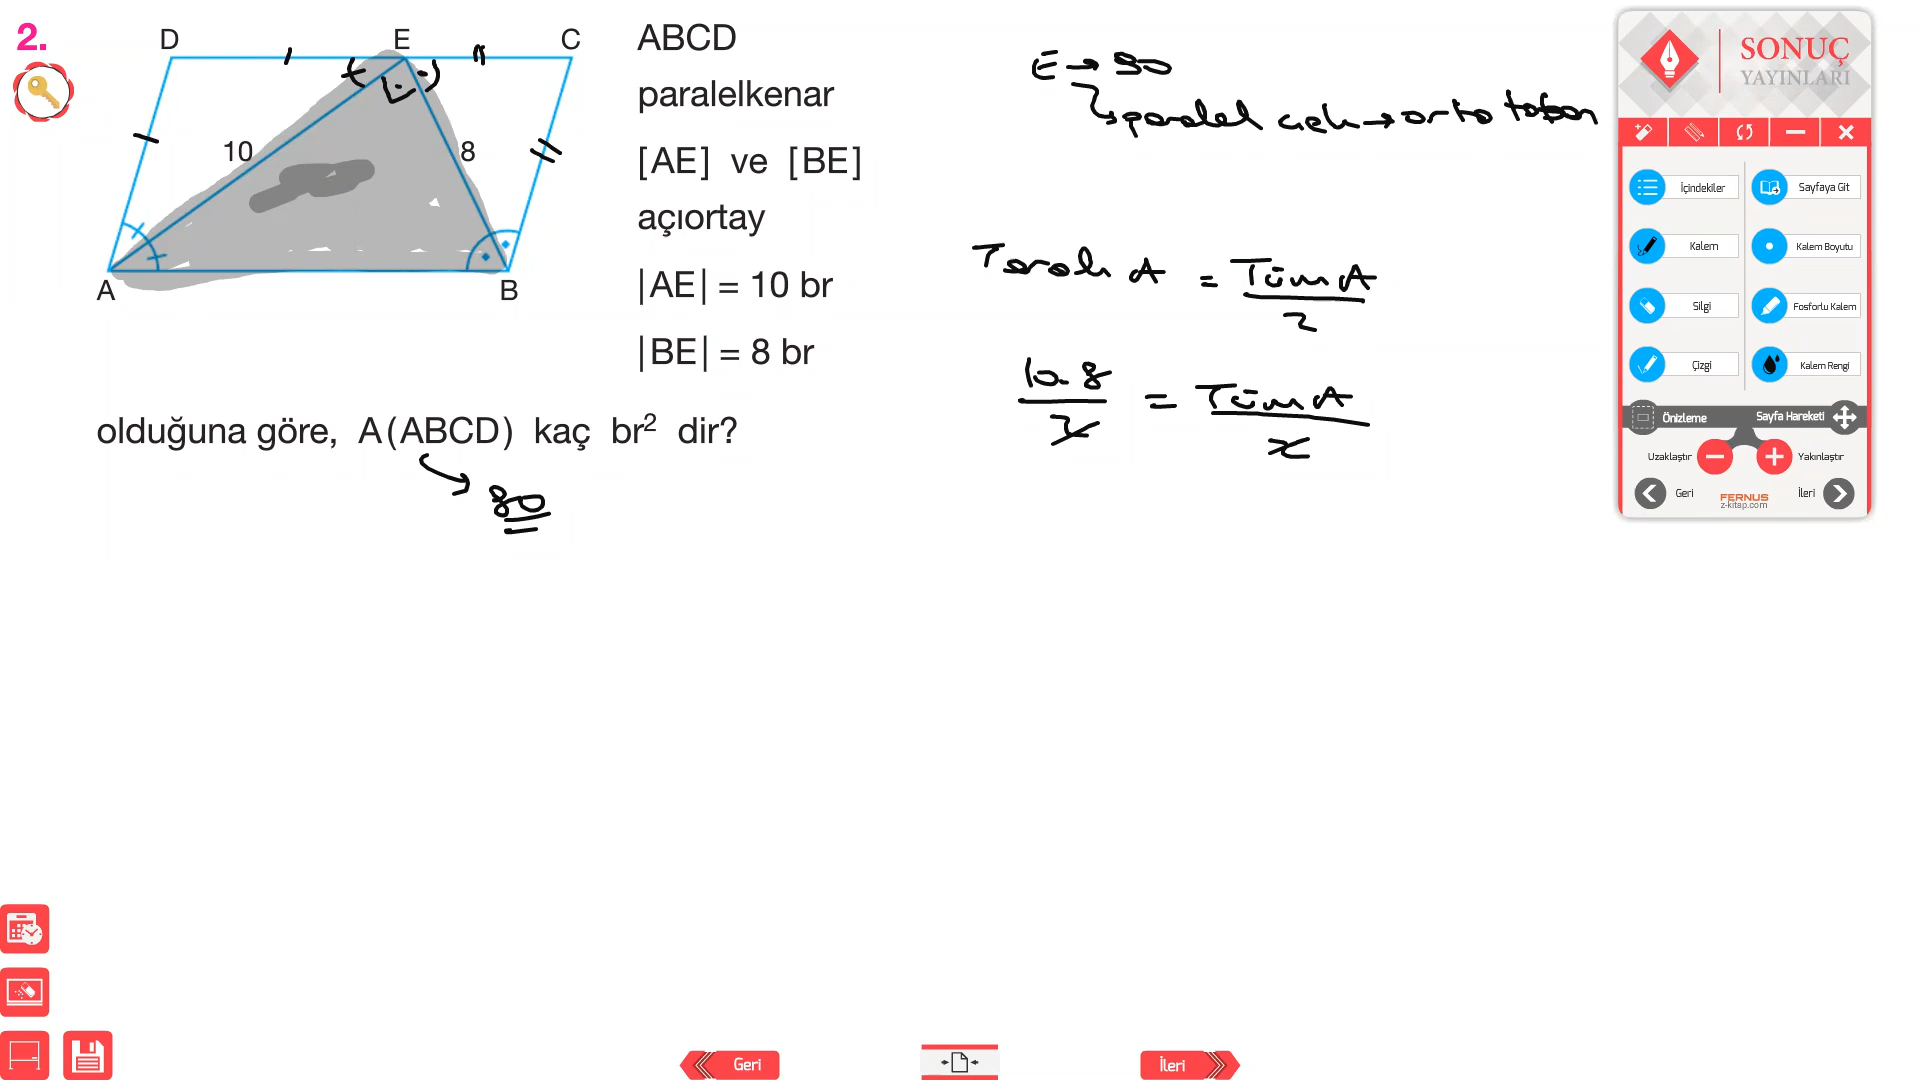 2.
D E C
10 8
A B
ABCD
paralelkenar
[AE] ve [BE]
açıortay
|AE| = 10 br
|BE| = 8 br
olduğuna göre, A(ABCD) kaç br² dir?
80
E → 90
paralel → orta taban
Taralı A = Tüm A / 2
10.8 / 2 = Tüm A / 2
SONUÇ
YAYINLARI
İçindekiler
Sayfaya Git
Kalem
Kalem Boyutu
Silgi
Fosforlu Kalem
Çizgi
Kalem Rengi
Önizleme
Sayfa Hareketi
Uzaklaştır
Yakınlaştır
Geri
FERNUS
z-kitap.com
İleri
Geri
İleri